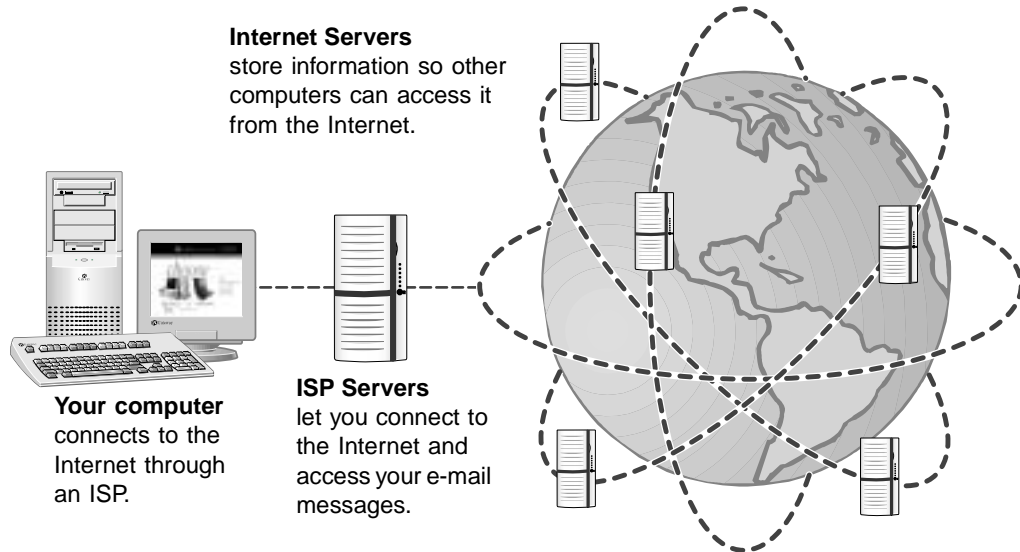 Internet Servers
store information so other
computers can access it
from the Internet.
Your computer
connects to the
Internet through
an ISP.
ISP Servers
let you connect to
the Internet and
access your e-mail
messages.